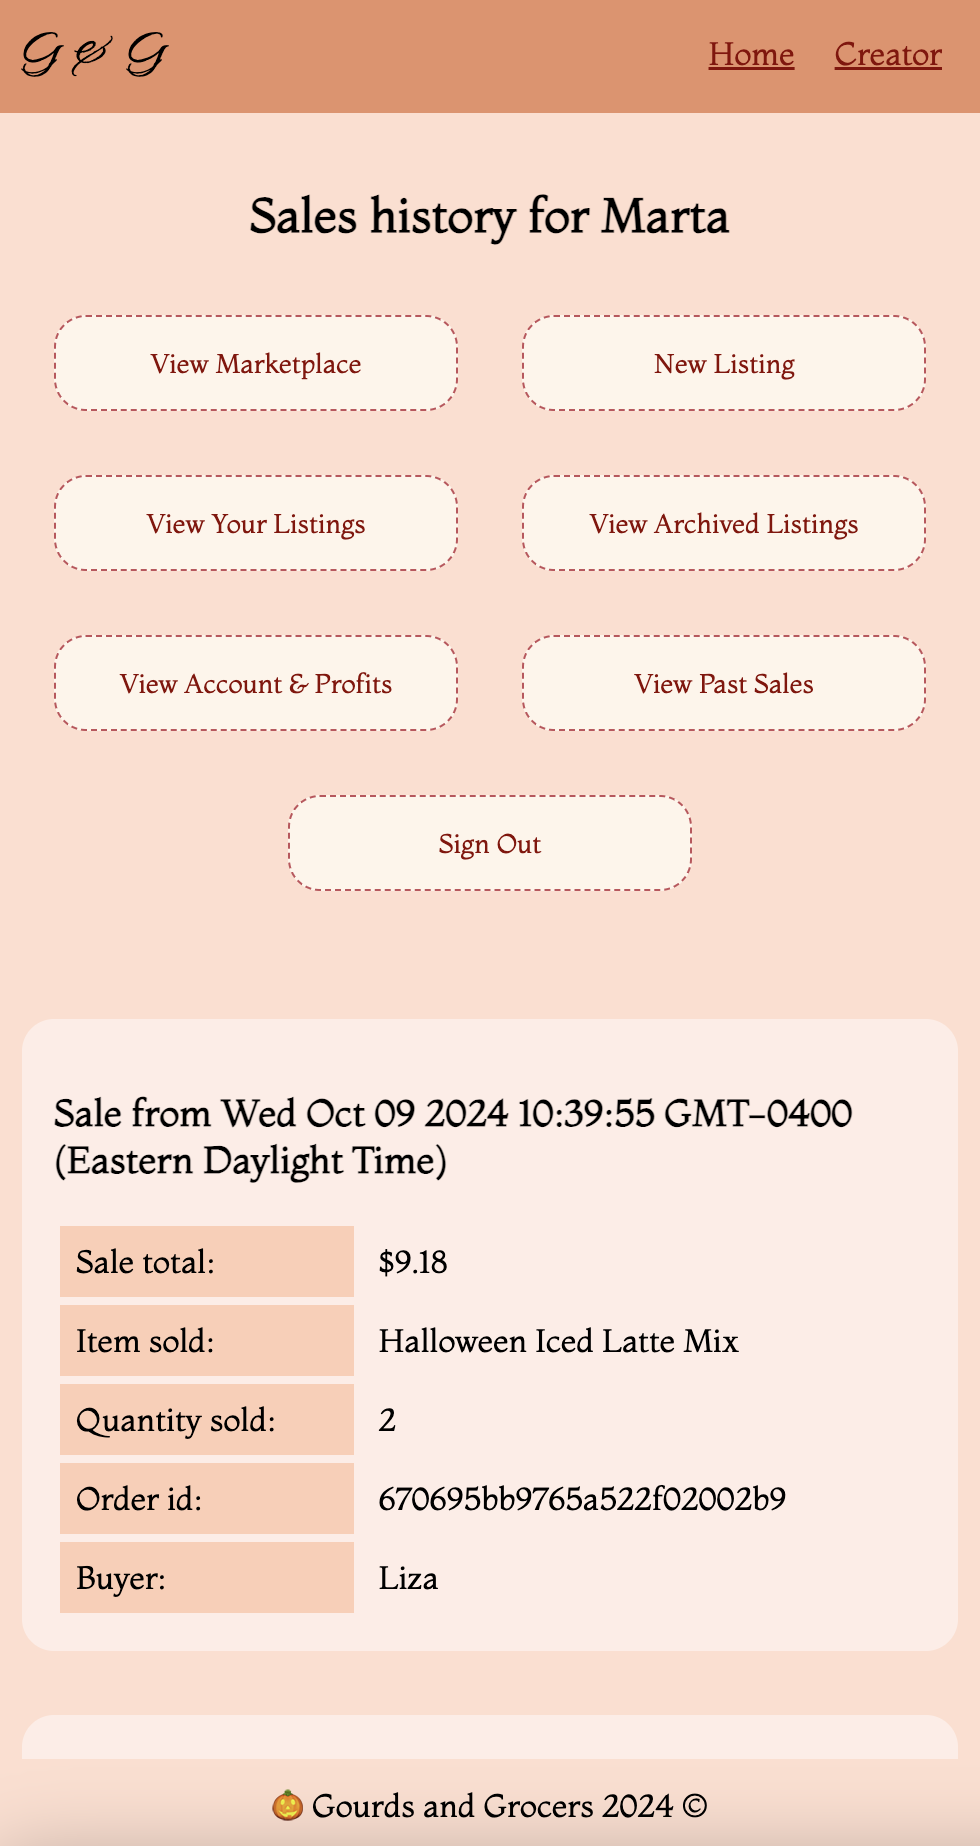 G & G
Home Creator
Sales history for Marta
View Marketplace
New Listing
View Your Listings
View Archived Listings
View Account & Profits
View Past Sales
Sign Out
Sale from Wed Oct 09 2024 10:39:55 GMT-0400
(Eastern Daylight Time)
Sale total: $9.18
Item sold: Halloween Iced Latte Mix
Quantity sold: 2
Order id: 670695bb9765a522f02002b9
Buyer: Liza
🎃 Gourds and Grocers 2024 ©